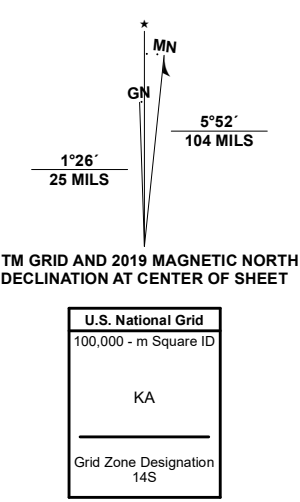 ★
MN
GN
5°52´
104 MILS
1°26´
25 MILS
TM GRID AND 2019 MAGNETIC NORTH
DECLINATION AT CENTER OF SHEET
U.S. National Grid
100,000 - m Square ID
KA
Grid Zone Designation
14S